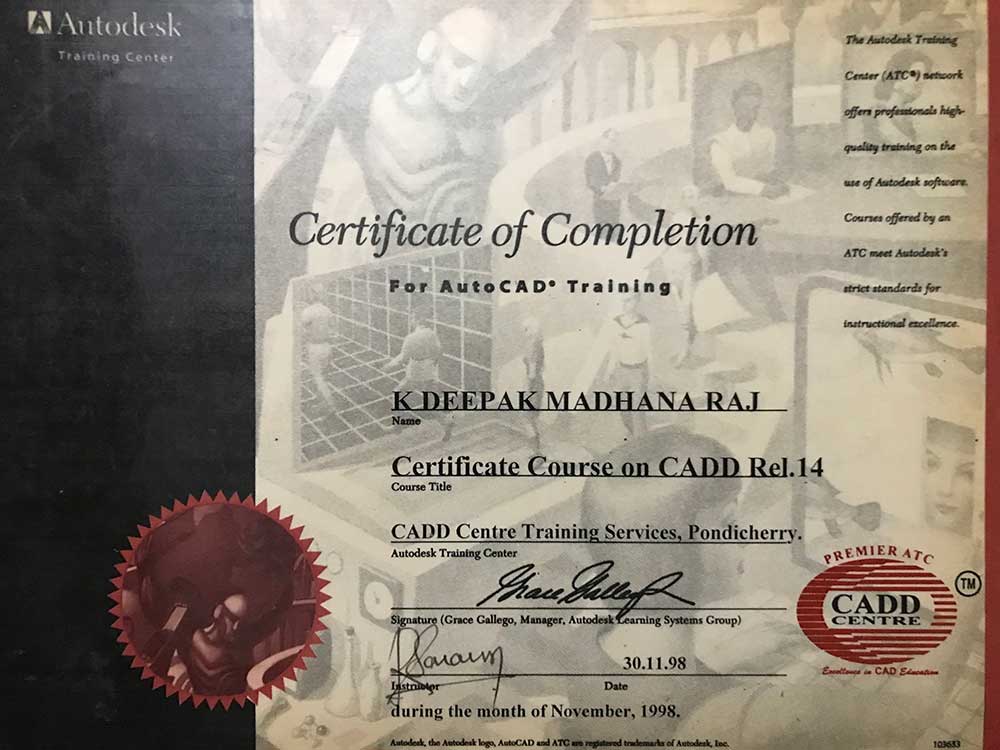 Autodesk
Training Center
The Autodesk Training
Center (ATC®) network
offers professionals high-
quality training on the
use of Autodesk software.
Courses offered by an
ATC meet Autodesk's
strict standards for
instructional excellence.
Certificate of Completion
For AutoCAD® Training
K DEEPAK MADHANA RAJ
Name
Certificate Course on CADD Rel.14
Course Title
CADD Centre Training Services, Pondicherry.
Autodesk Training Center
Grace Gallego
Signature (Grace Gallego, Manager, Autodesk Learning Systems Group)
30.11.98
Instructor Date
during the month of November, 1998.
PREMIER ATC
TM
CADD
CENTRE
Excellence in CAD Education
Autodesk, the Autodesk logo, AutoCAD and ATC are registered trademarks of Autodesk, Inc.
103633